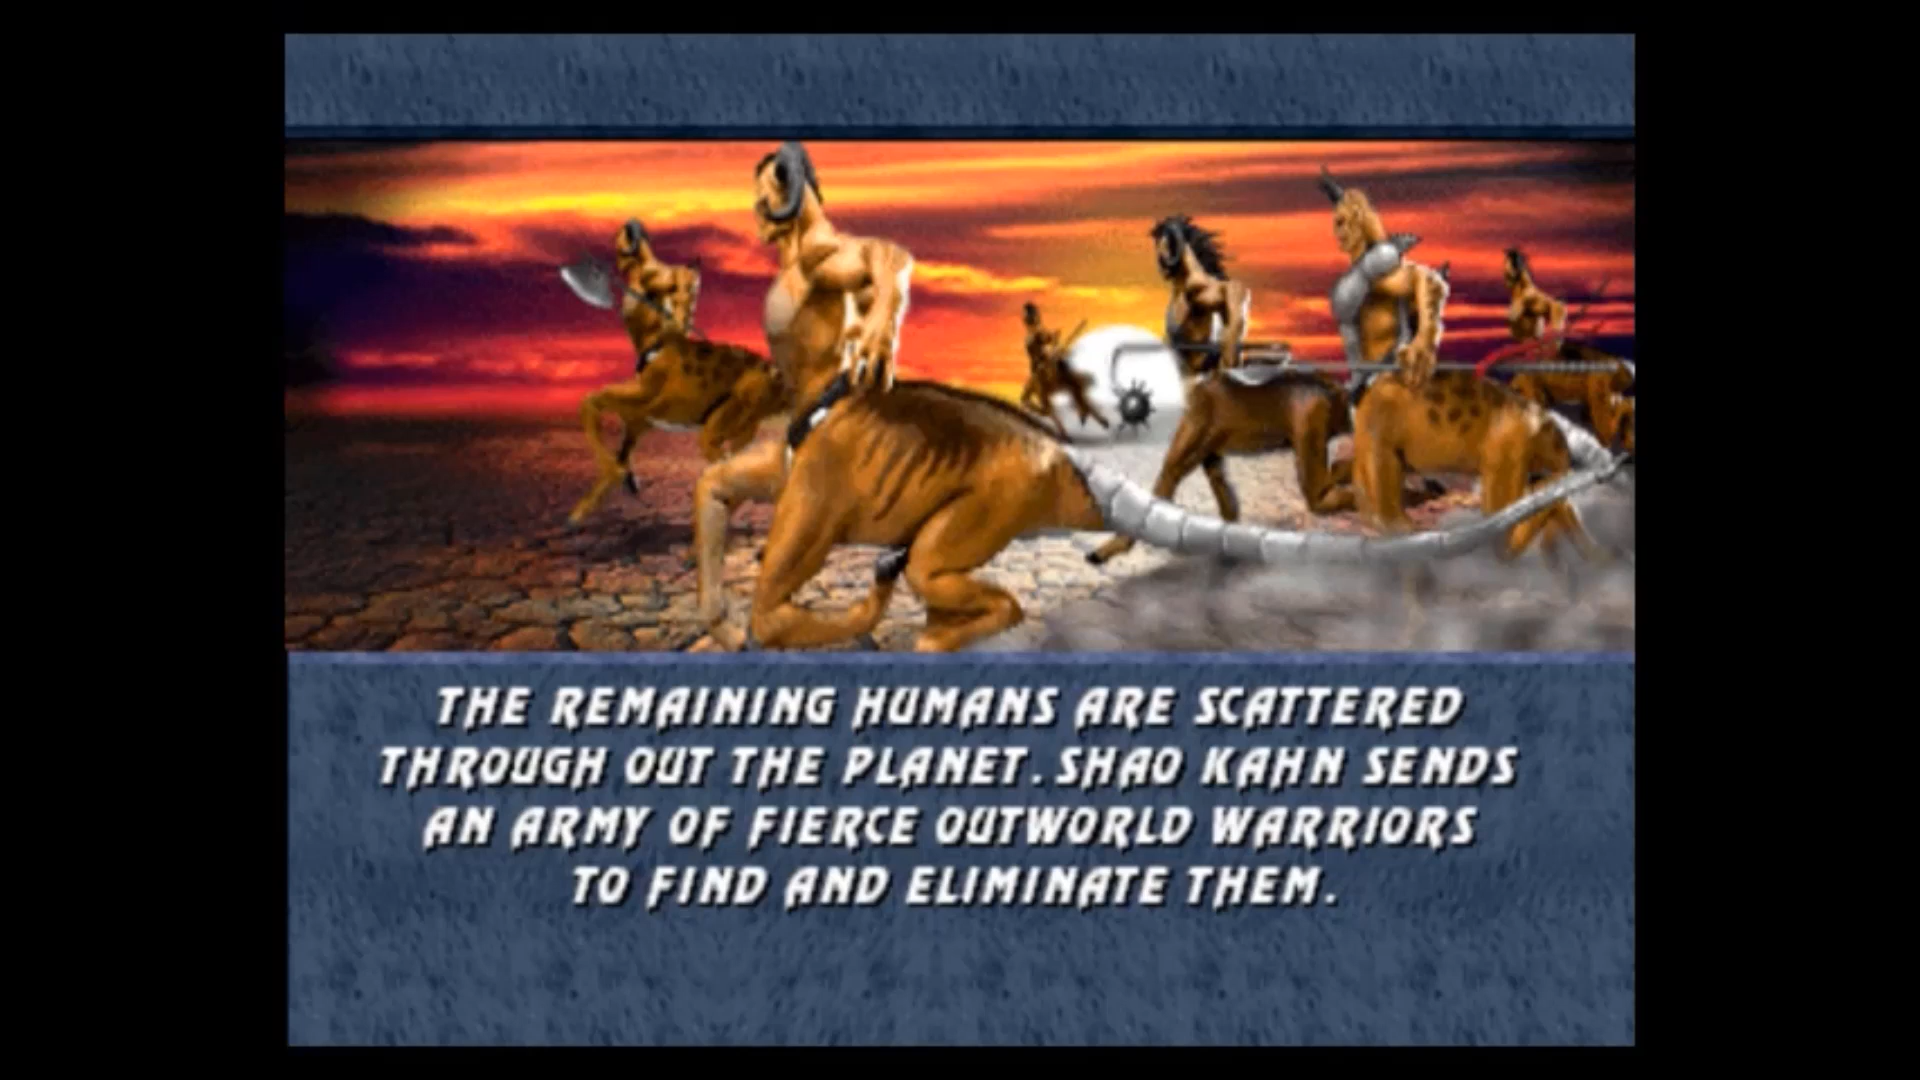 THE REMAINING HUMANS ARE SCATTERED
THROUGH OUT THE PLANET. SHAO KAHN SENDS
AN ARMY OF FIERCE OUTWORLD WARRIORS
TO FIND AND ELIMINATE THEM.